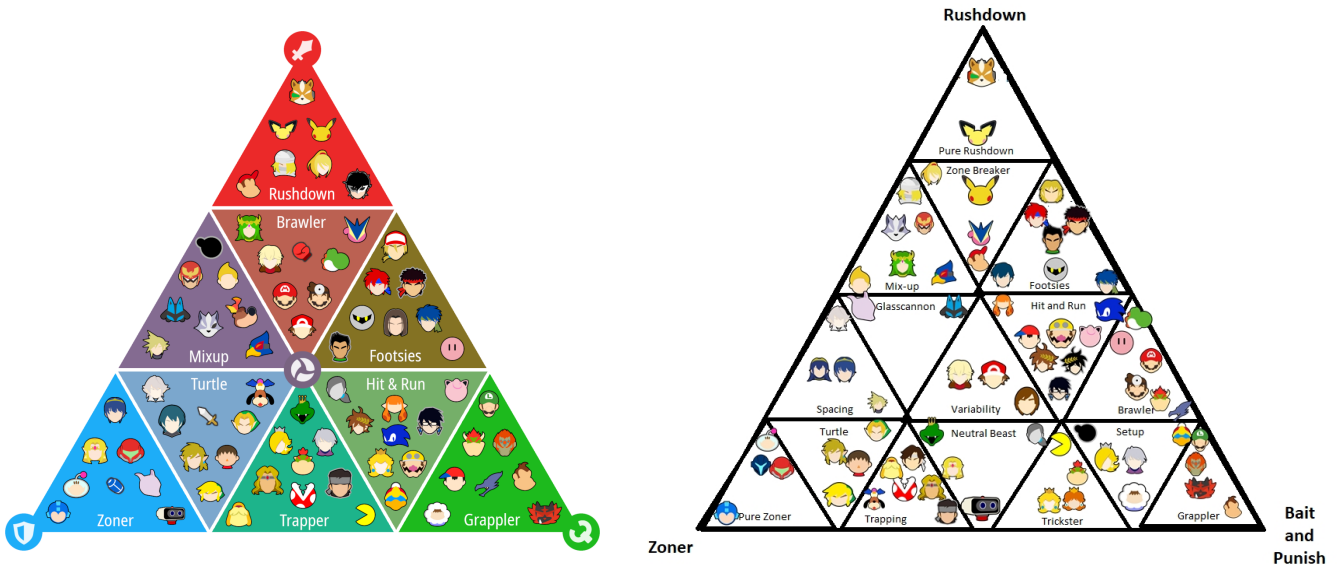 Rushdown
Brawler
Mixup
Footsies
Turtle
Hit & Run
Zoner
Trapper
Grappler
Rushdown
Pure Rushdown
Zone Breaker
Mix-up
Footsies
Glasscannon
Hit and Run
Spacing
Variability
Brawler
Turtle
Neutral Beast
Setup
Pure Zoner
Trapping
Trickster
Grappler
Zoner
Bait
and
Punish